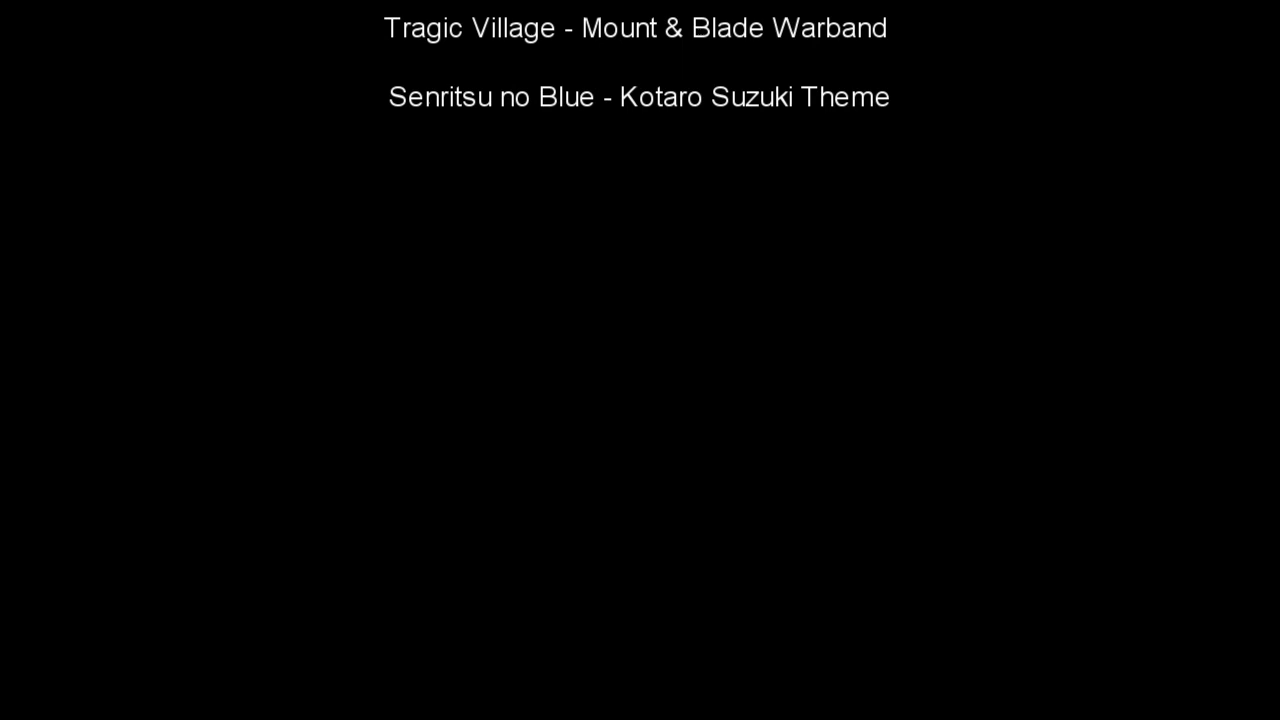 Tragic Village - Mount & Blade Warband
Senritsu no Blue - Kotaro Suzuki Theme